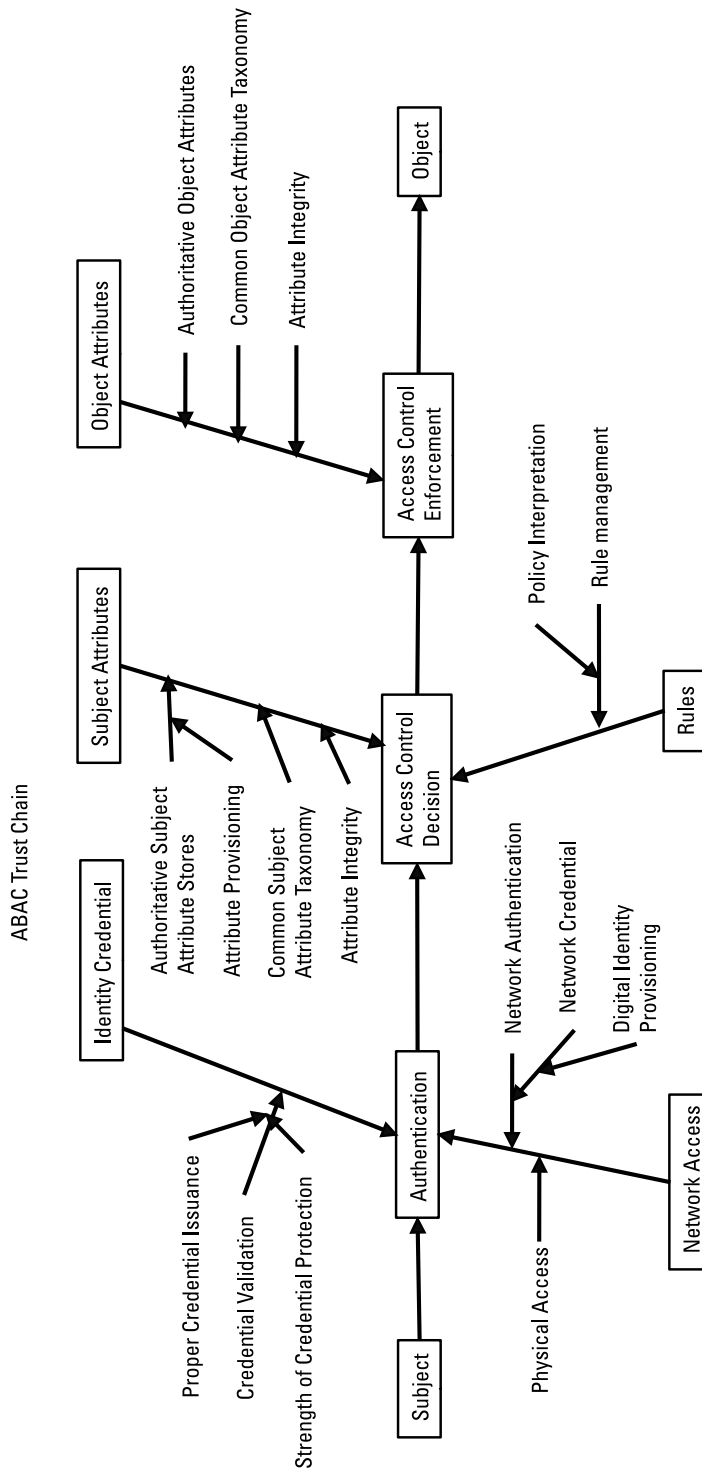 ABAC Trust Chain
Identity Credential
Subject Attributes
Object Attributes
Proper Credential Issuance
Credential Validation
Strength of Credential Protection
Authoritative Subject
Attribute Stores
Attribute Provisioning
Common Subject
Attribute Taxonomy
Attribute Integrity
Authoritative Object Attributes
Common Object Attribute Taxonomy
Attribute Integrity
Subject
Authentication
Access Control
Decision
Access Control
Enforcement
Object
Physical Access
Network Authentication
Network Credential
Digital Identity
Provisioning
Policy Interpretation
Rule management
Network Access
Rules